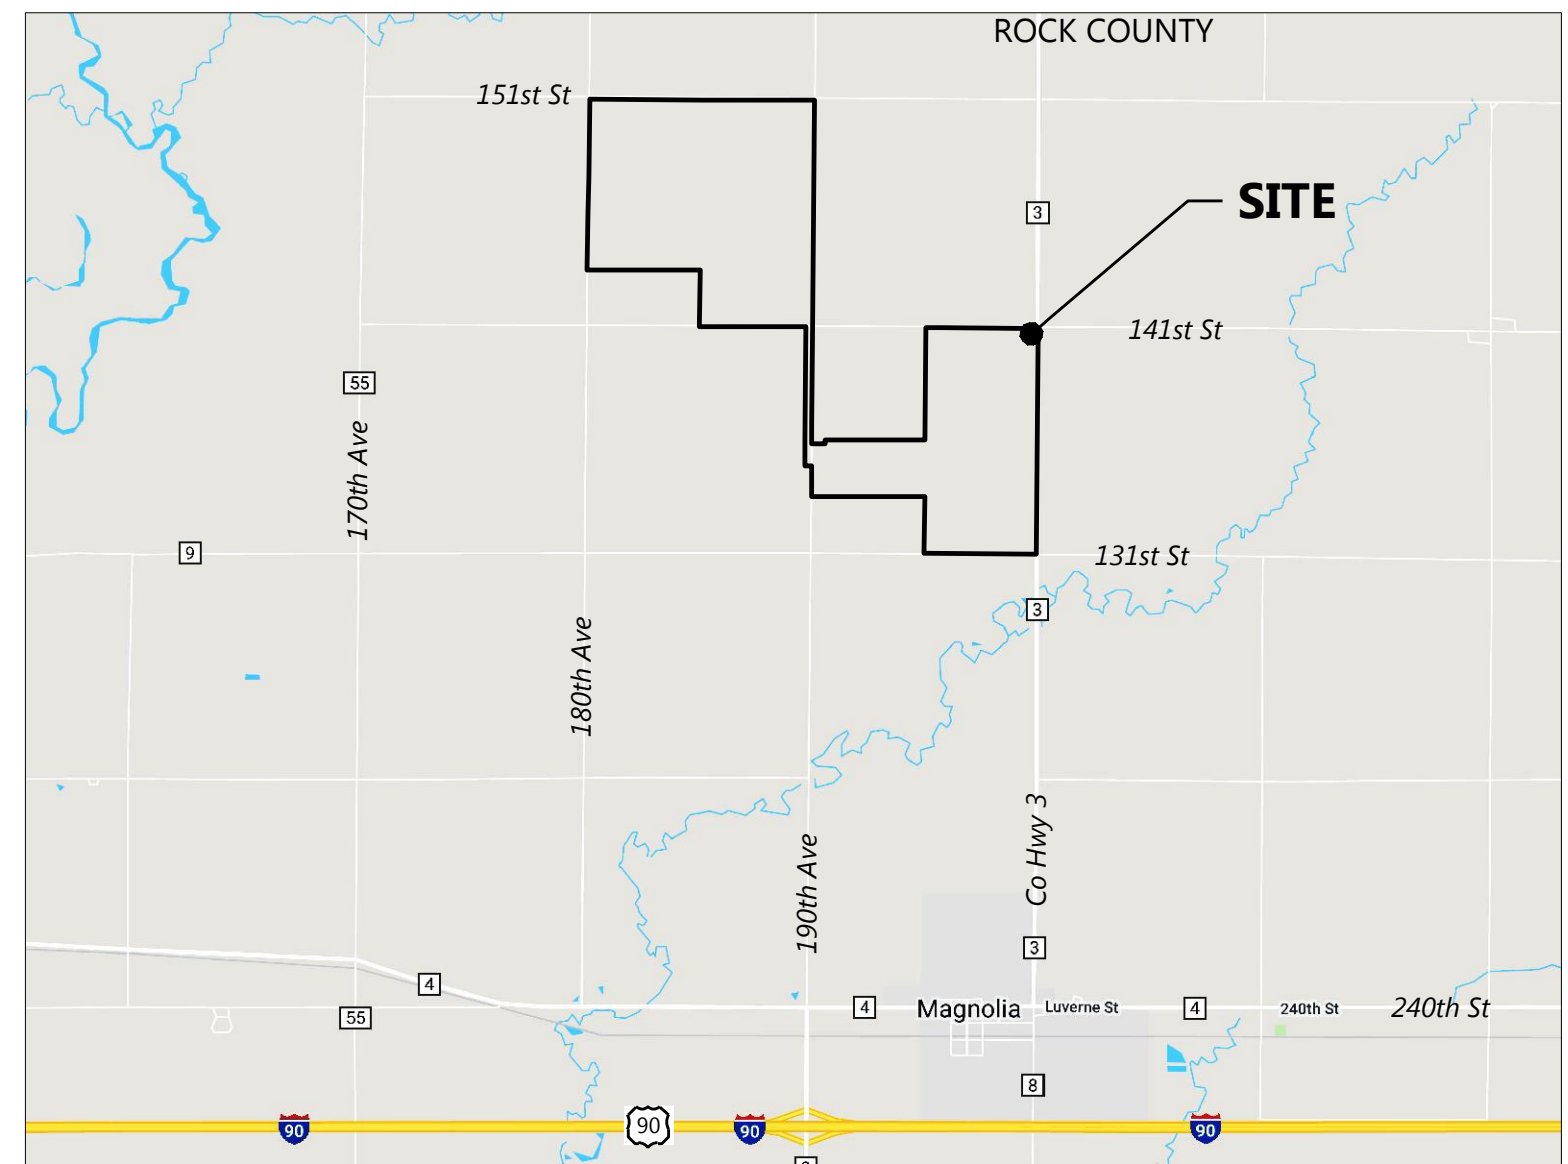 ROCK COUNTY
151st St
SITE
3
141st St
55
170th Ave
9
131st St
3
180th Ave
190th Ave
Co Hwy 3
3
4
4
Magnolia
Luverne St
4
240th St
240th St
55
8
90
90
90
90